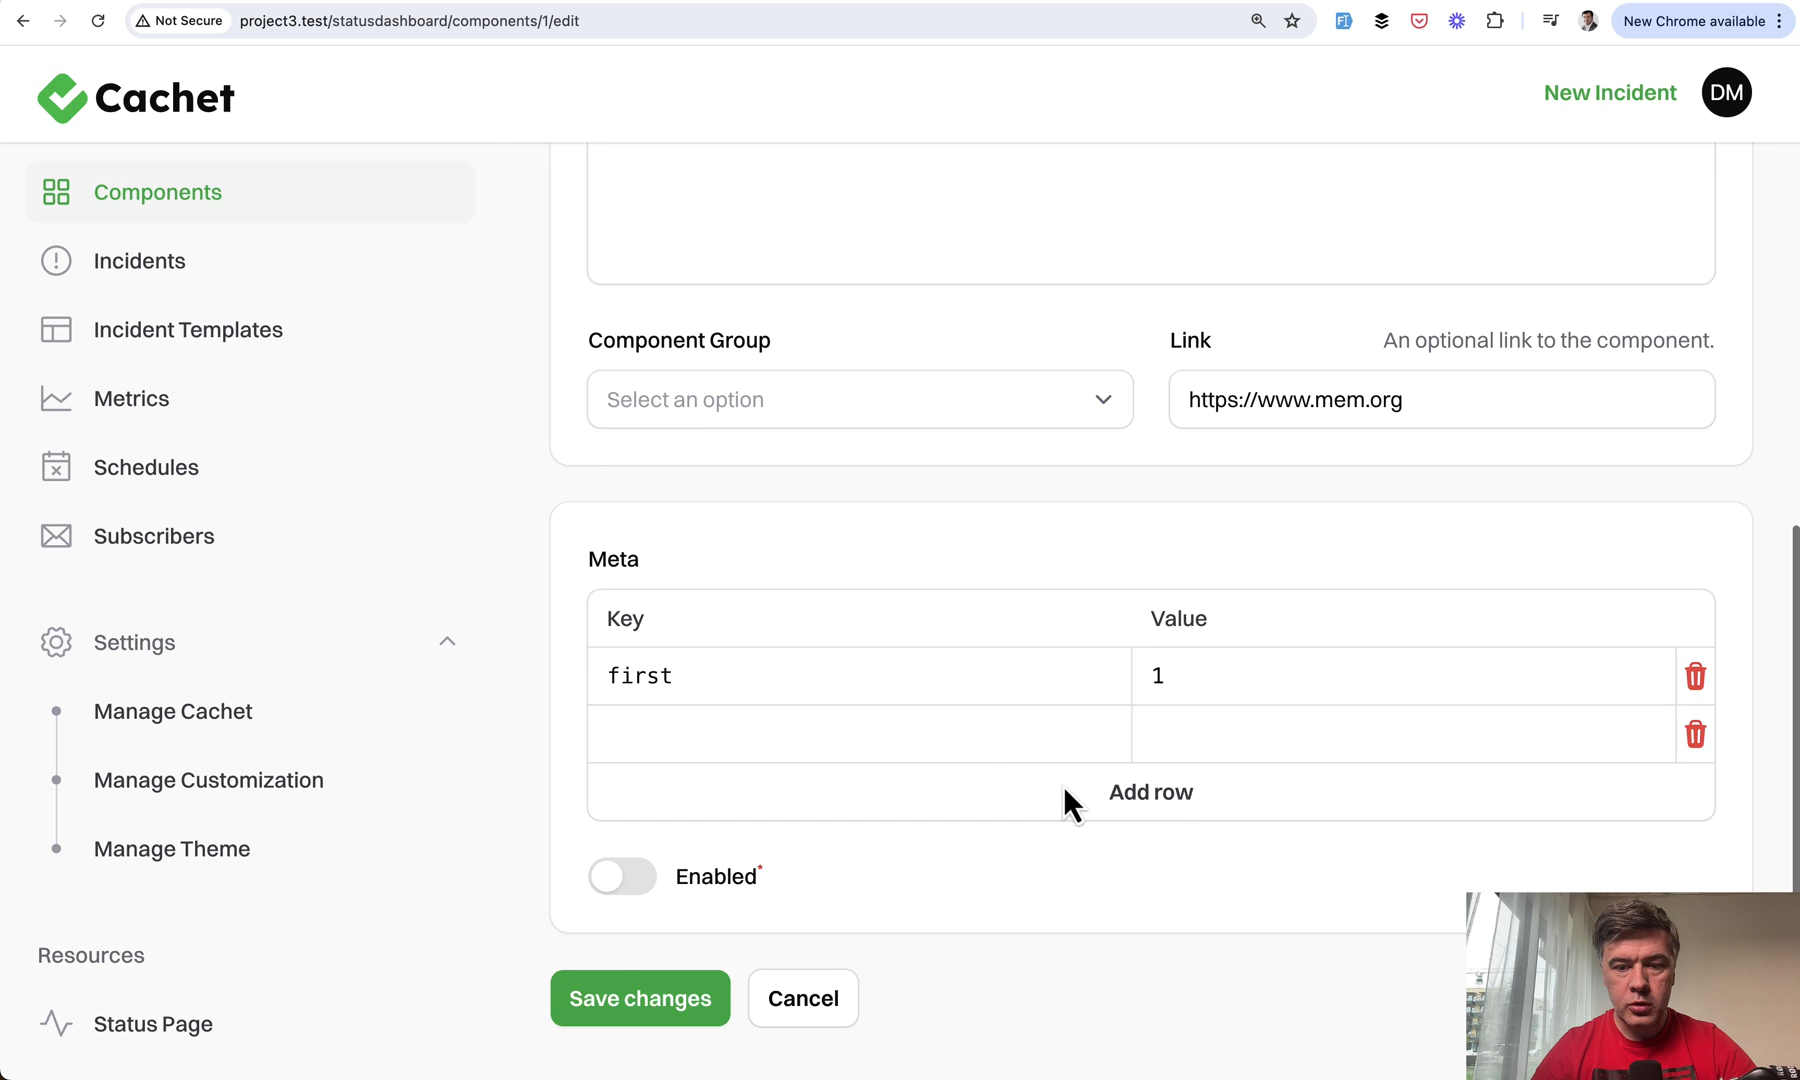 Not Secure
project3.test/statusdashboard/components/1/edit
New Chrome available
Cachet
New Incident
DM
Components
Incidents
Incident Templates
Metrics
Schedules
Subscribers
Settings
Manage Cachet
Manage Customization
Manage Theme
Resources
Status Page
Component Group
Select an option
Link
An optional link to the component.
https://www.mem.org
Meta
Key Value
first 1
Add row
Enabled*
Save changes
Cancel